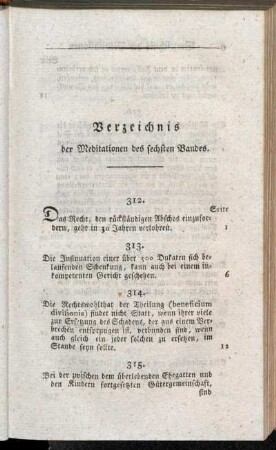 Verzeichnis
der Meditationen des sechsten Bandes.
312. Seite
Das Recht, den rückständigen Abschos einzufor-
dern, geht in 30 Jahren verlohren. 1
313.
Die Insinuation einer über 500 Dukaten sich be-
laufenden Schenkung, kann auch bei einem in-
kompetenten Gericht geschehen. 6
314.
Die Rechtswohlthat der Theilung (beneficium
divisionis) findet nicht Statt, wenn ihrer viele
zur Ersetzung des Schadens, der aus einem Ver-
brechen entsprungen ist, verbunden sind, wenn
auch gleich ein jeder solchen zu ersetzen, im
Stande seyn sollte. 12
315.
Bei der zwischen dem überlebenden Ehegatten und
den Kindern fortgesetzten Gütergemeinschaft,
sind